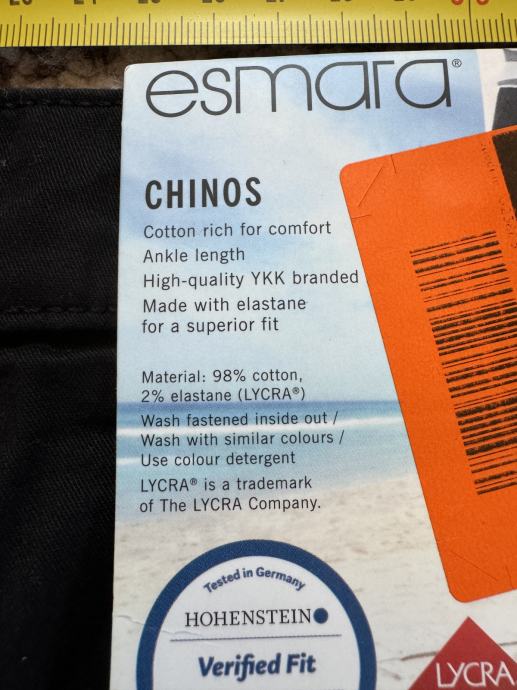 esmara®
CHINOS
Cotton rich for comfort
Ankle length
High-quality YKK branded
Made with elastane
for a superior fit
Material: 98% cotton,
2% elastane (LYCRA®)
Wash fastened inside out /
Wash with similar colours /
Use colour detergent
LYCRA® is a trademark
of The LYCRA Company.
Tested in Germany
HOHENSTEIN
Verified Fit
LYCRA